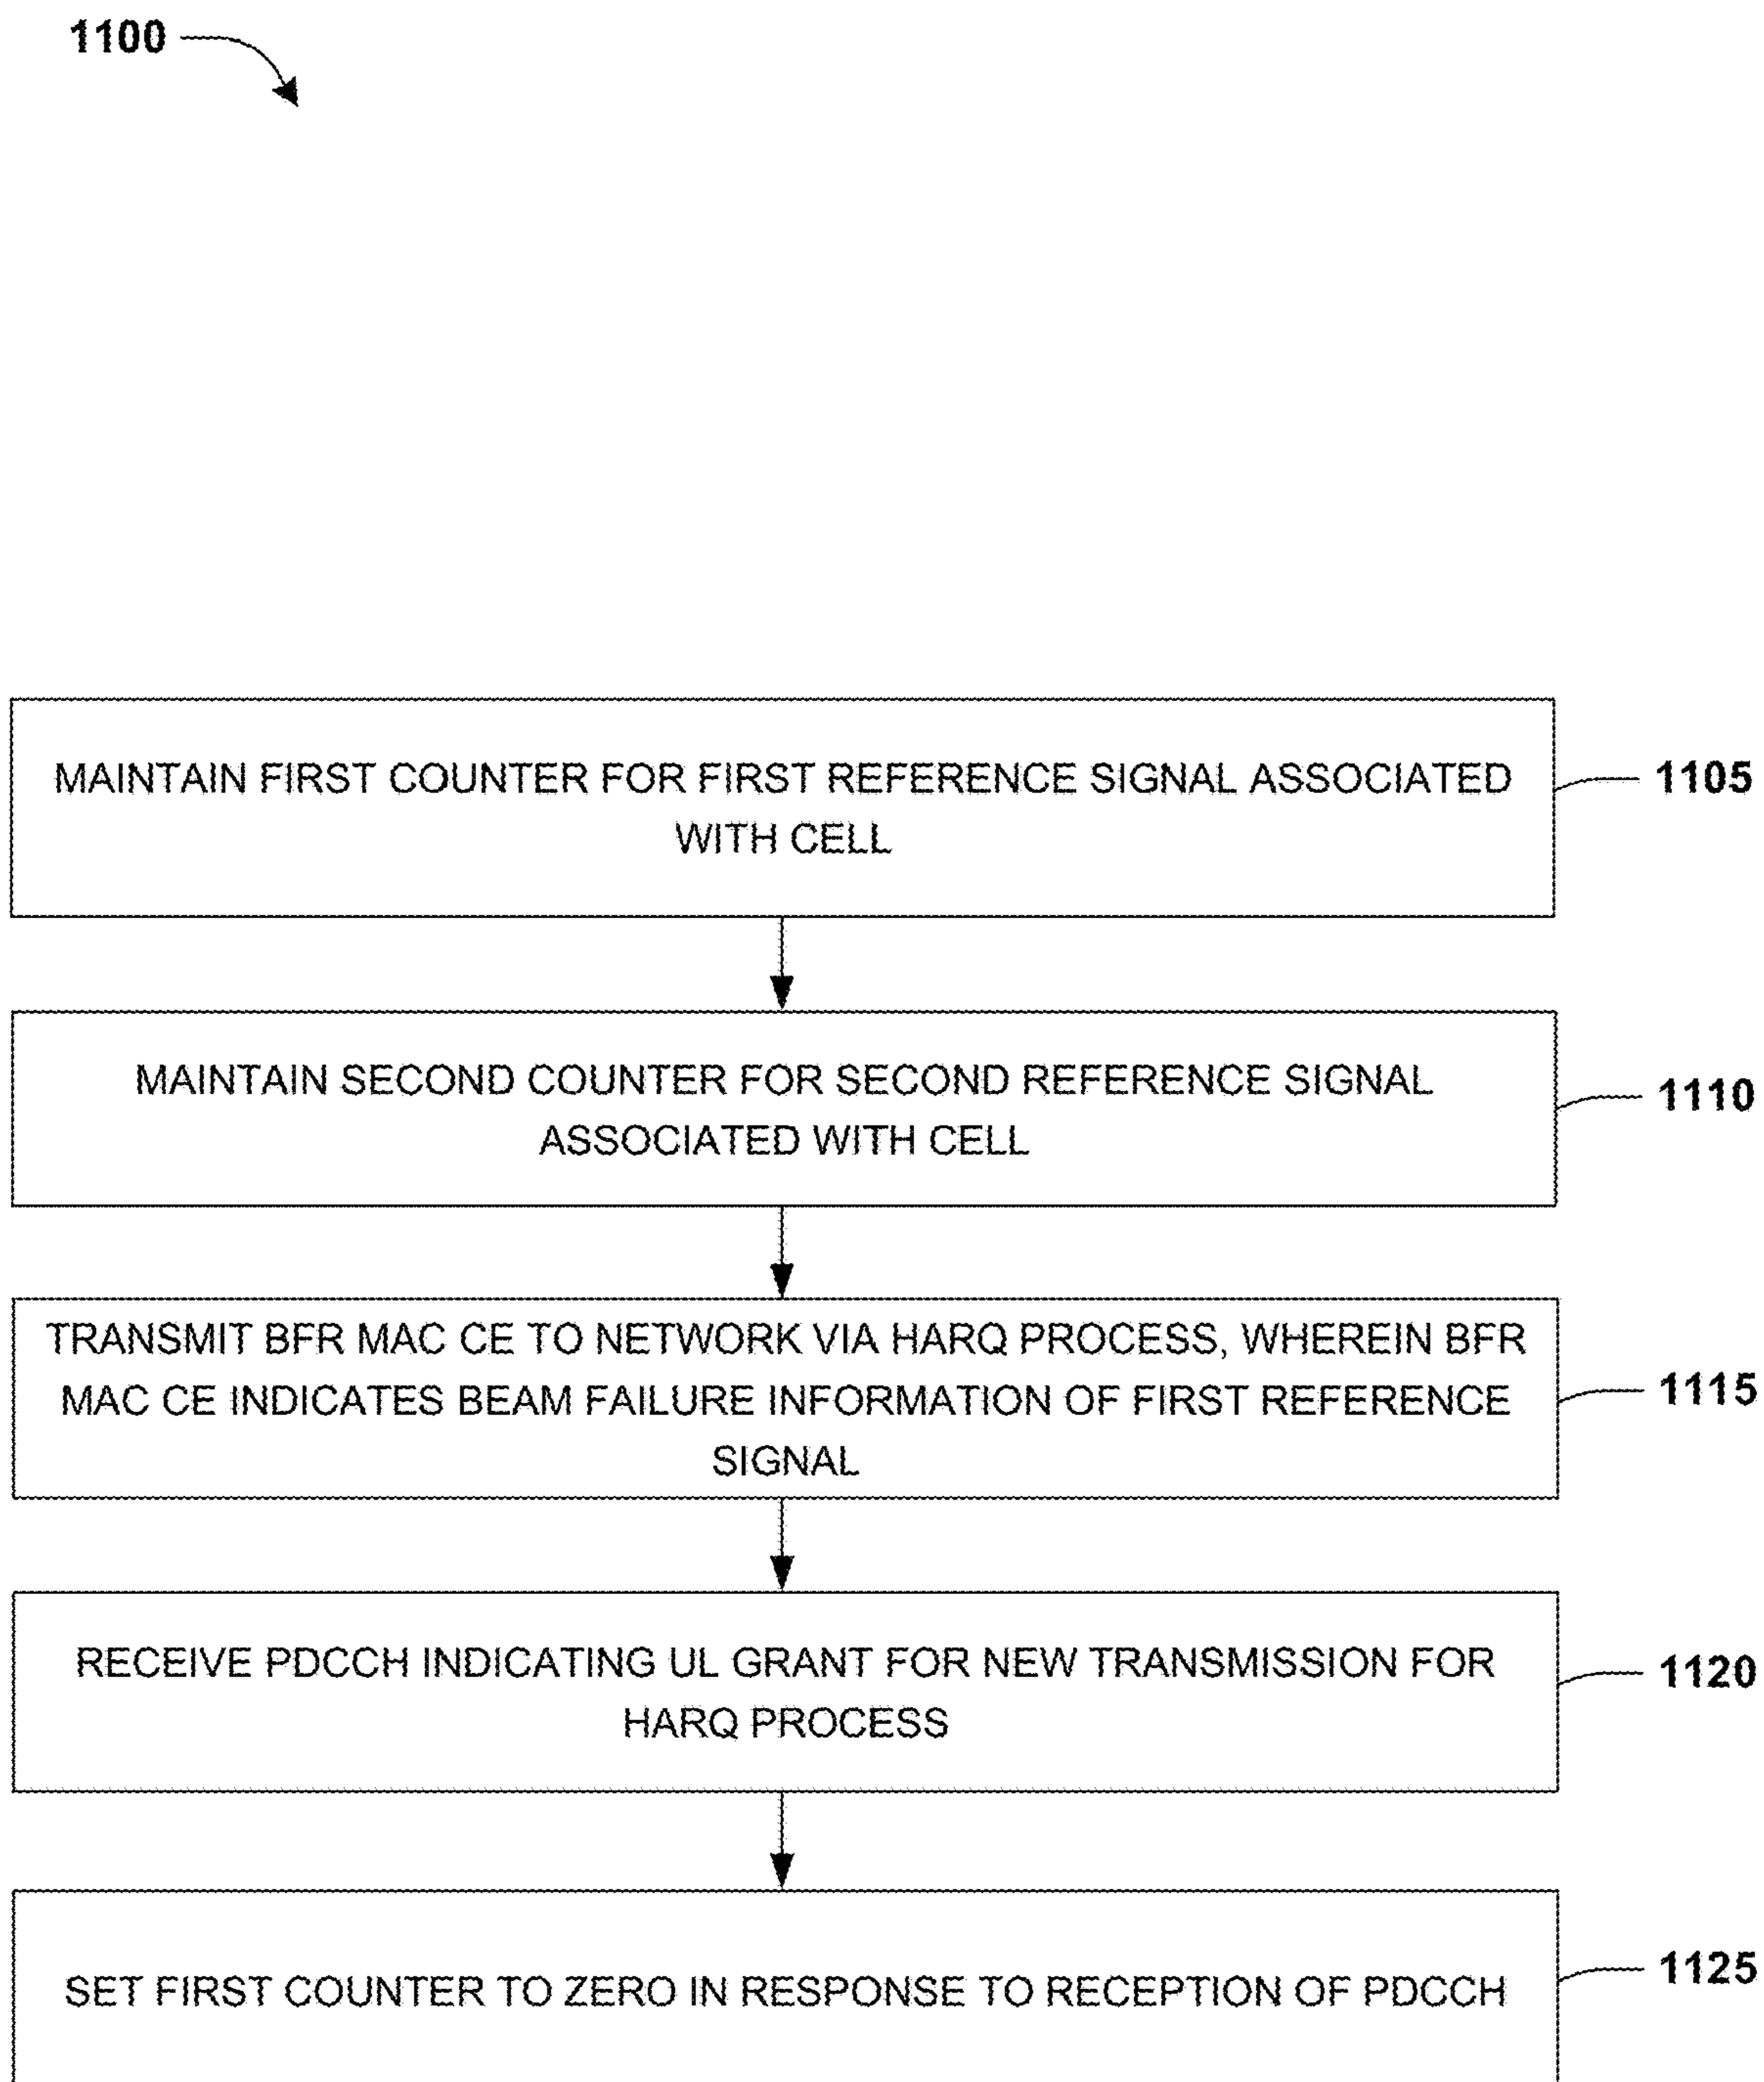 1100
MAINTAIN FIRST COUNTER FOR FIRST REFERENCE SIGNAL ASSOCIATED
WITH CELL
1105
MAINTAIN SECOND COUNTER FOR SECOND REFERENCE SIGNAL
ASSOCIATED WITH CELL
1110
TRANSMIT BFR MAC CE TO NETWORK VIA HARQ PROCESS, WHEREIN BFR
MAC CE INDICATES BEAM FAILURE INFORMATION OF FIRST REFERENCE
SIGNAL
1115
RECEIVE PDCCH INDICATING UL GRANT FOR NEW TRANSMISSION FOR
HARQ PROCESS
1120
SET FIRST COUNTER TO ZERO IN RESPONSE TO RECEPTION OF PDCCH
1125